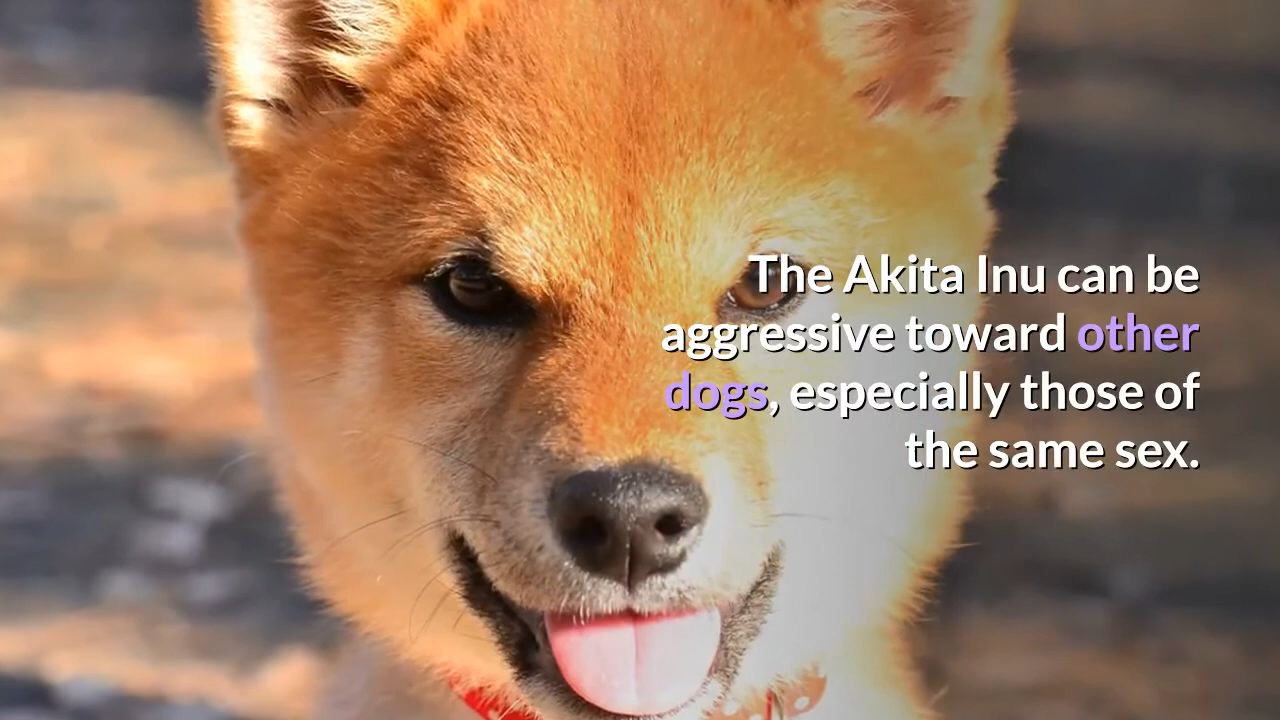 The Akita Inu can be
aggressive toward other
dogs, especially those of
the same sex.